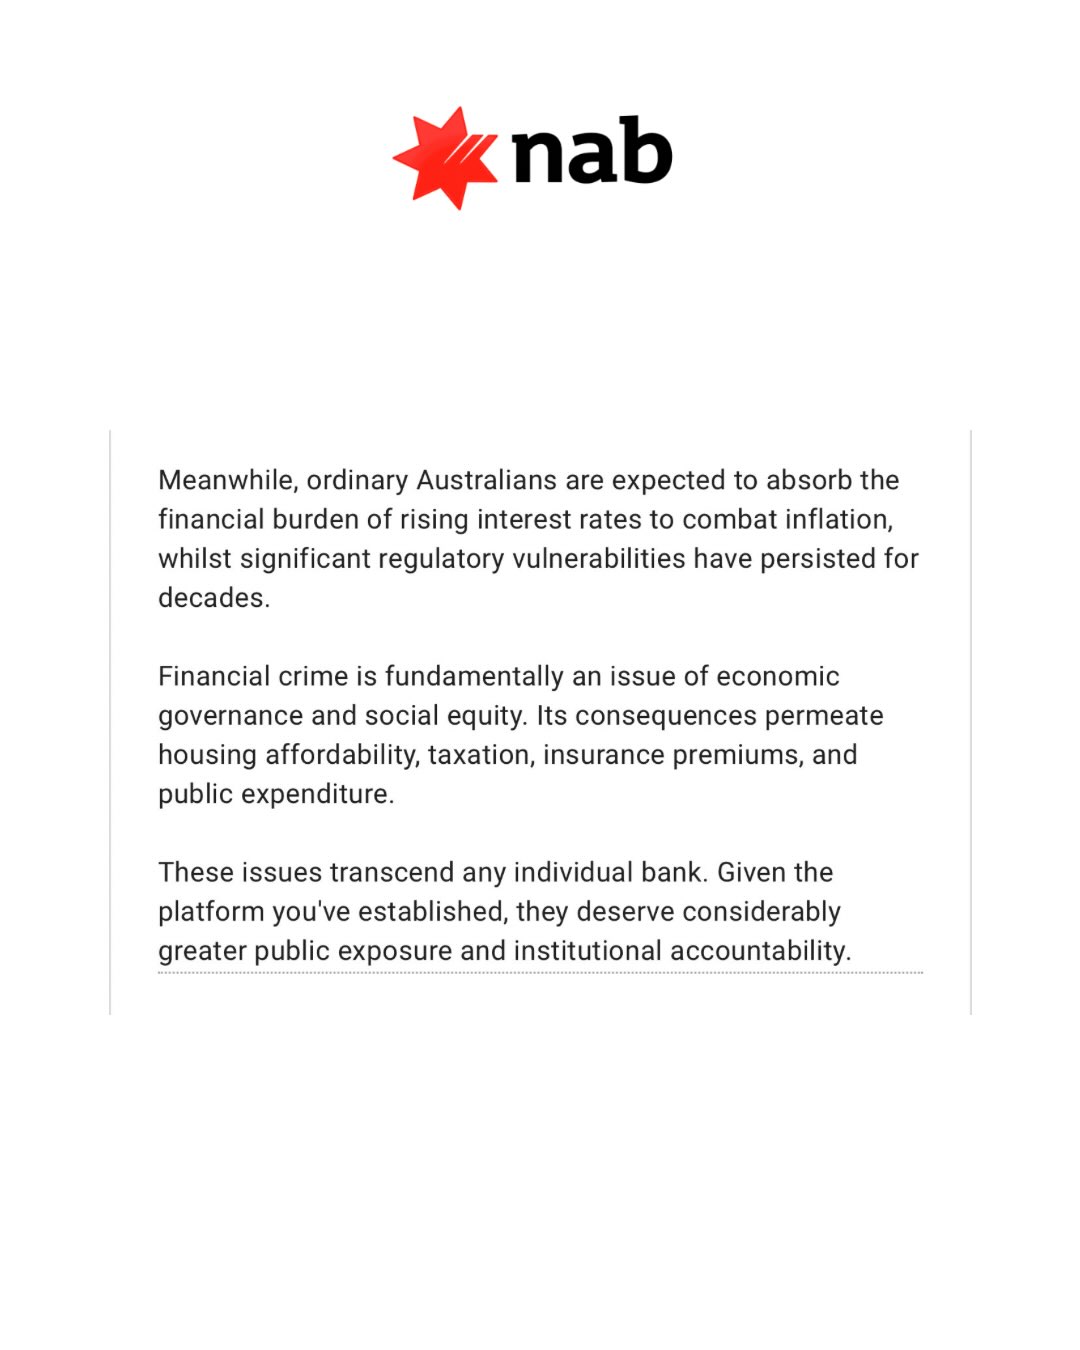 nab
Meanwhile, ordinary Australians are expected to absorb the
financial burden of rising interest rates to combat inflation,
whilst significant regulatory vulnerabilities have persisted for
decades.
Financial crime is fundamentally an issue of economic
governance and social equity. Its consequences permeate
housing affordability, taxation, insurance premiums, and
public expenditure.
These issues transcend any individual bank. Given the
platform you've established, they deserve considerably
greater public exposure and institutional accountability.